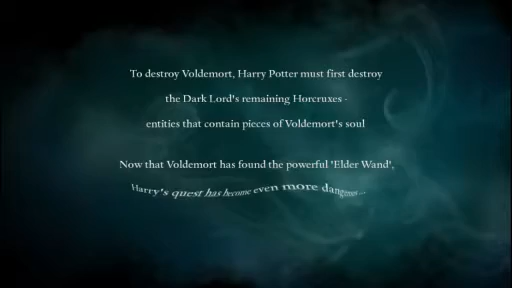 To destroy Voldemort, Harry Potter must first destroy
the Dark Lord's remaining Horcruxes -
entities that contain pieces of Voldemort's soul
Now that Voldemort has found the powerful 'Elder Wand',
Harry's quest has become even more dangerous...